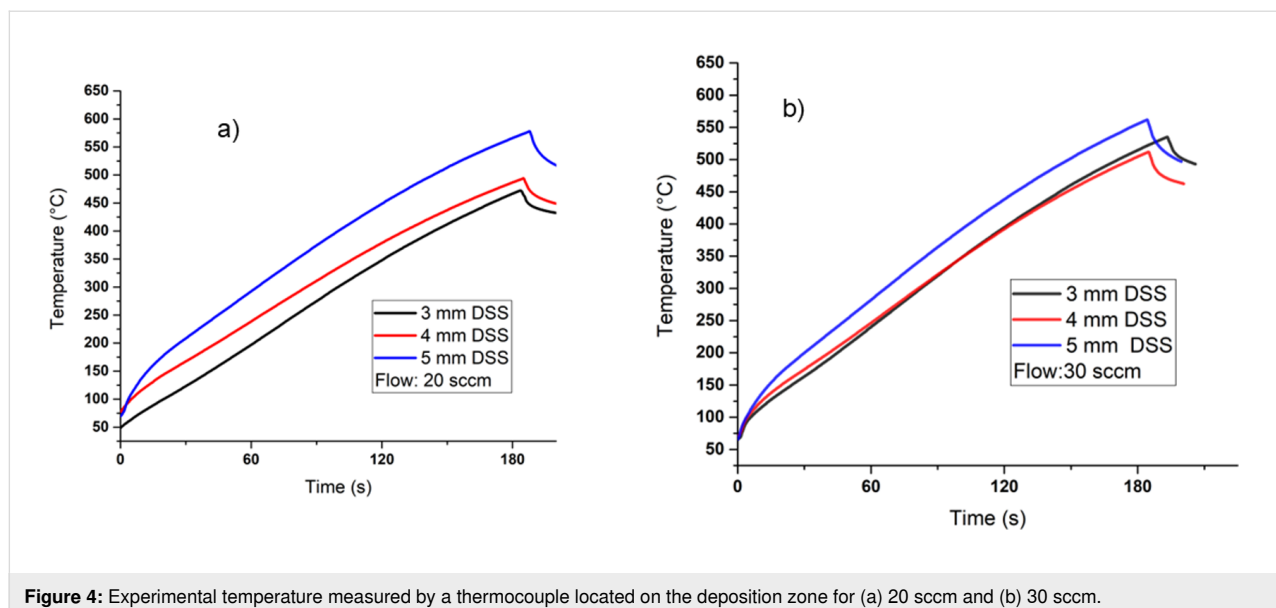 a)
650
600
550
500
450
400
350
300
250
200
150
100
50
Temperature (°C)
3 mm DSS
4 mm DSS
5 mm DSS
Flow: 20 sccm
0 60 120 180
Time (s)
b)
650
600
550
500
450
400
350
300
250
200
150
100
50
Temperature (°C)
3 mm DSS
4 mm DSS
5 mm DSS
Flow:30 sccm
0 60 120 180
Time (s)
Figure 4: Experimental temperature measured by a thermocouple located on the deposition zone for (a) 20 sccm and (b) 30 sccm.